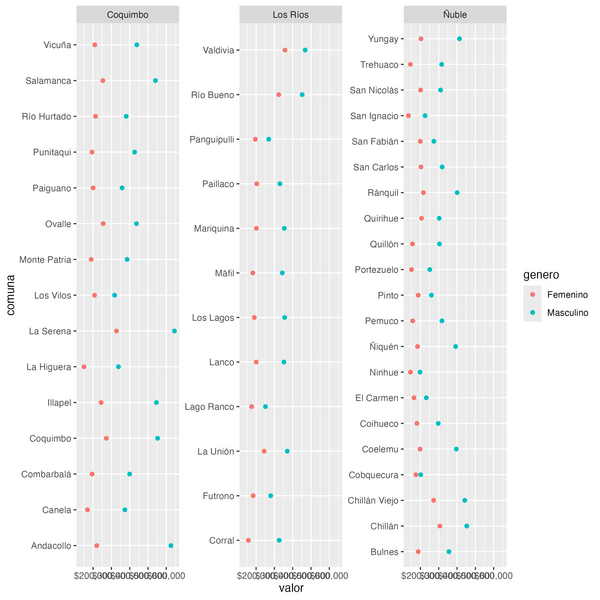 Coquimbo
Los Ríos
Ñuble
comuna
Vicuña
Salamanca
Río Hurtado
Punitaqui
Paiguano
Ovalle
Monte Patria
Los Vilos
La Serena
La Higuera
Illapel
Coquimbo
Combarbalá
Canela
Andacollo
Valdivia
Río Bueno
Panguipulli
Paillaco
Mariquina
Máfil
Los Lagos
Lanco
Lago Ranco
La Unión
Futrono
Corral
Yungay
Trehuaco
San Nicolás
San Ignacio
San Fabián
San Carlos
Ránquil
Quirihue
Quillón
Portezuelo
Pinto
Pemuco
Ñiquén
Ninhue
El Carmen
Coihueco
Coelemu
Cobquecura
Chillán Viejo
Chillán
Bulnes
valor
genero
Femenino
Masculino